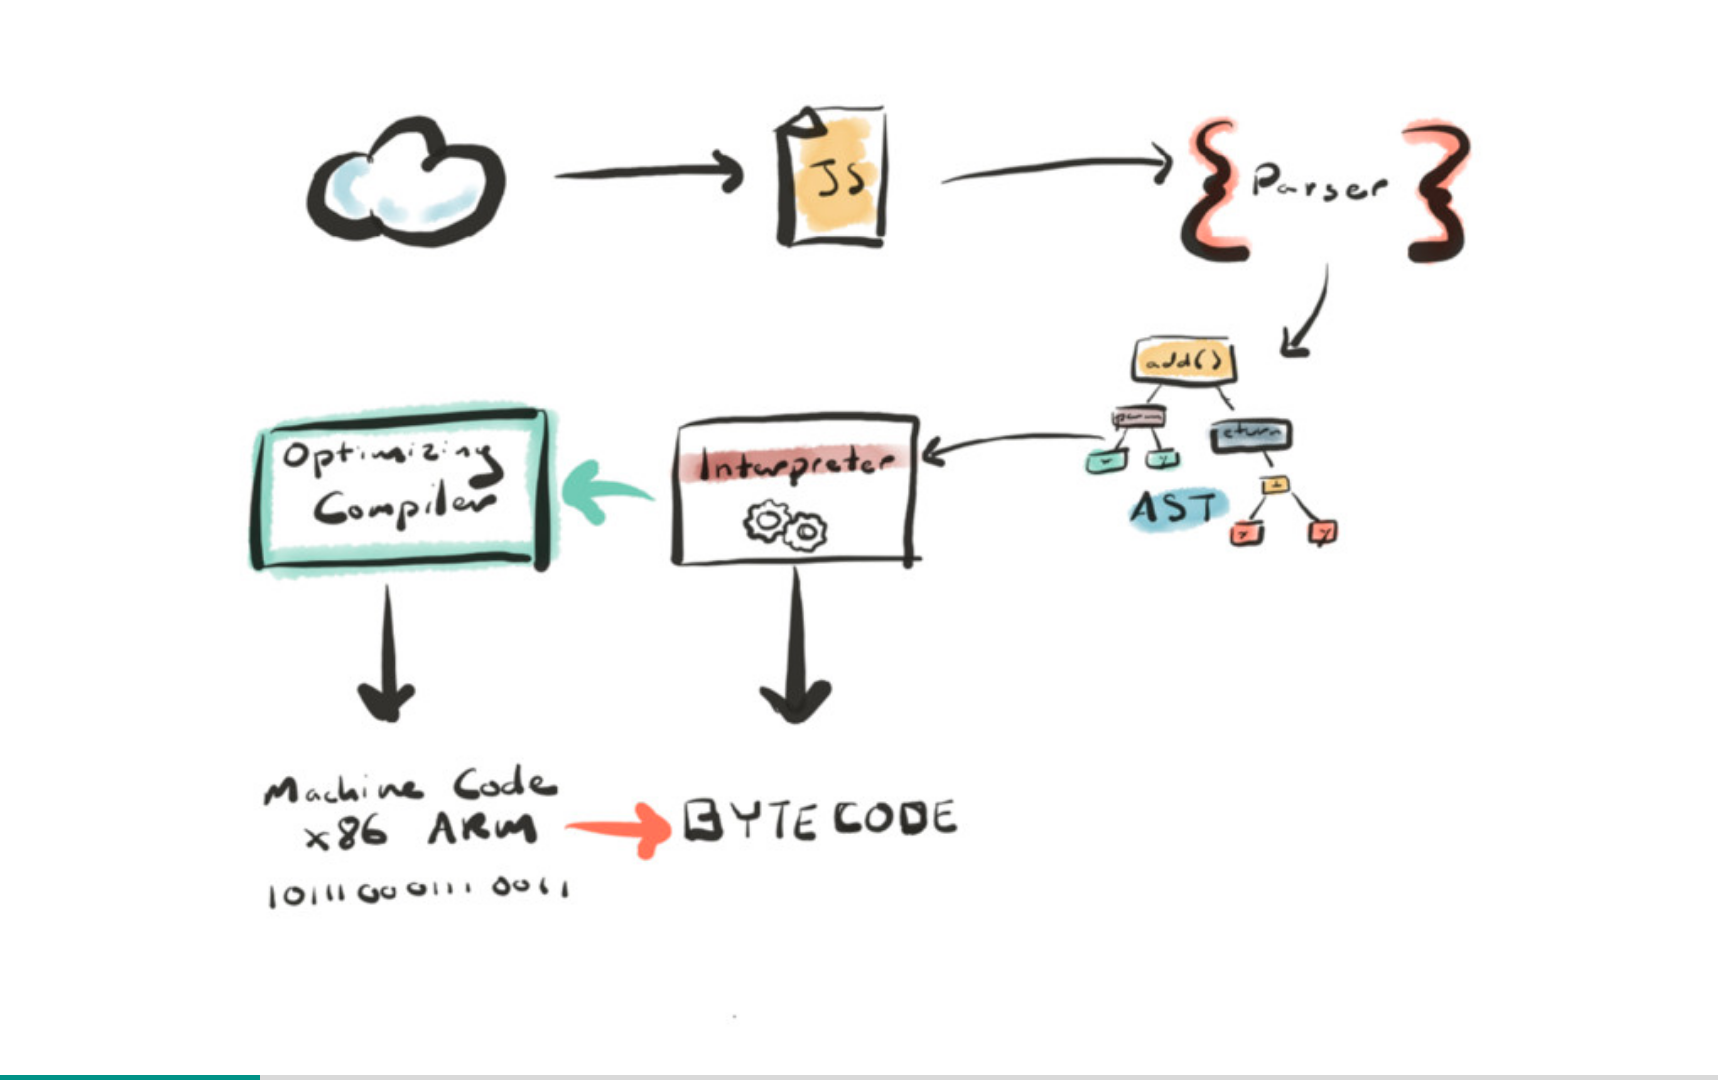 JS
Parser
add()
param
return
x y
+
x y
AST
Interpreter
Optimizing
Compiler
Machine Code
x86 ARM
BYTECODE
10111000111 0011